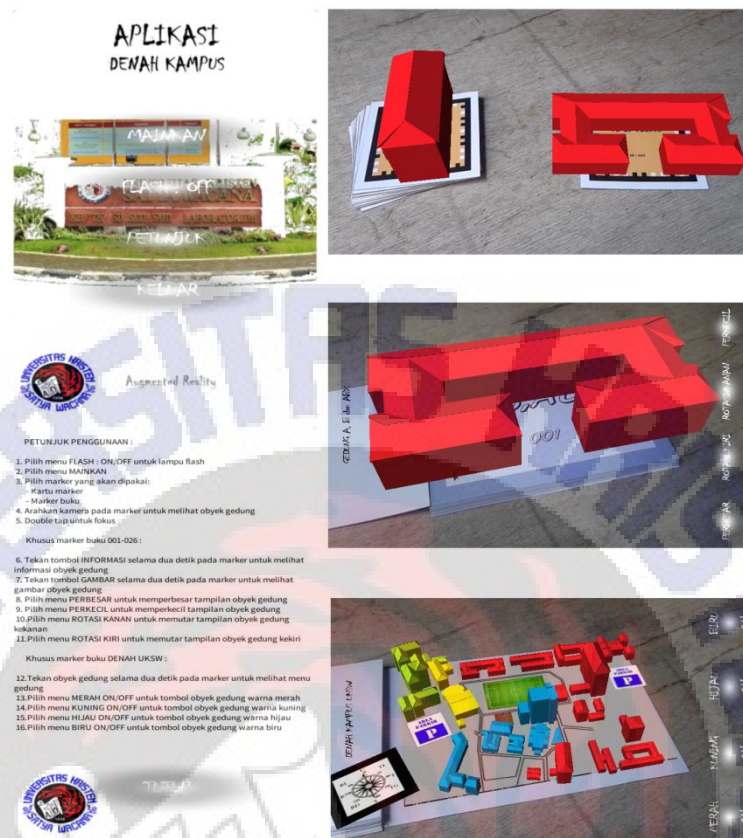 APLIKASI
DENAH KAMPUS
MAINKAN
FLASH : OFF
PETUNJUK
KELUAR
UNIVERSITAS KRISTEN
SATYA WACANA
Augmented Reality
PETUNJUK PENGGUNAAN :
1. Pilih menu FLASH : ON/OFF untuk lampu flash
2. Pilih menu MAINKAN
3. Pilih marker yang akan dipakai:
- Kartu marker
- Marker buku
4. Arahkan kamera pada marker untuk melihat obyek gedung
5. Double tap untuk fokus
Khusus marker buku 001-026 :
6. Tekan tombol INFORMASI selama dua detik pada marker untuk melihat
informasi obyek gedung
7. Tekan tombol GAMBAR selama dua detik pada marker untuk melihat
gambar obyek gedung
8. Pilih menu PERBESAR untuk memperbesar tampilan obyek gedung
9. Pilih menu PERKECIL untuk memperkecil tampilan obyek gedung
10.Pilih menu ROTASI KANAN untuk memutar tampilan obyek gedung
kekanan
11.Pilih menu ROTASI KIRI untuk memutar tampilan obyek gedung kekiri
Khusus marker buku DENAH UKSW :
12.Tekan obyek gedung selama dua detik pada marker untuk melihat menu
gedung
13.Pilih menu MERAH ON/OFF untuk tombol obyek gedung warna merah
14.Pilih menu KUNING ON/OFF untuk tombol obyek gedung warna kuning
15.Pilih menu HIJAU ON/OFF untuk tombol obyek gedung warna hijau
16.Pilih menu BIRU ON/OFF untuk tombol obyek gedung warna biru
UNIVERSITAS KRISTEN
SATYA WACANA
TUTUP
001
PERBESAR
ROTASI KIRI
ROTASI KANAN
PERKECIL
DENAH KAMPUS UKSW
P
P
MERAH
KUNING
HIJAU
BIRU